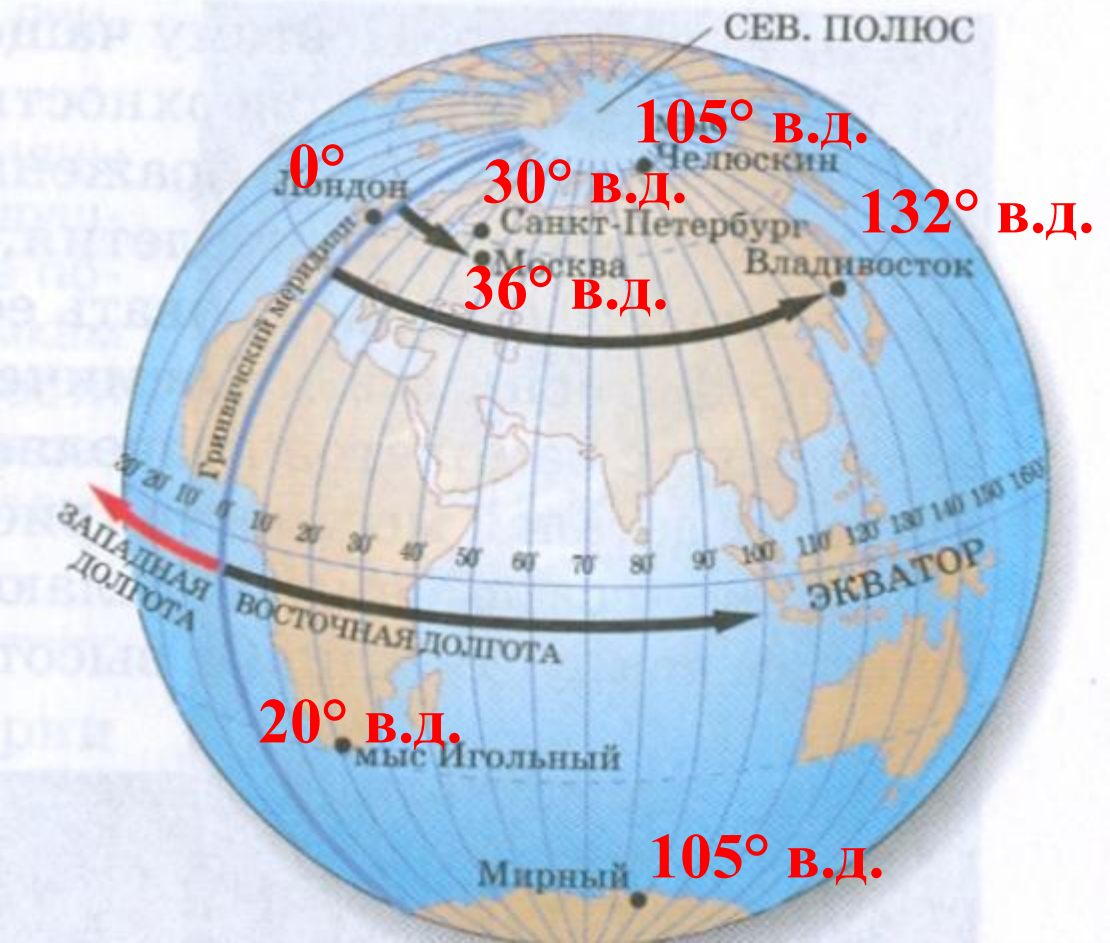 СЕВ. ПОЛЮС
105° в.д.
мыс
Челюскин
0°
Лондон
30° в.д.
Санкт-Петербург
132° в.д.
Владивосток
Москва
36° в.д.
Гринвичский меридиан
30° 20° 10° 0° 10° 20° 30° 40° 50° 60° 70° 80° 90° 100° 110° 120° 130° 140° 150° 160°
ЗАПАДНАЯ
ДОЛГОТА
ВОСТОЧНАЯ ДОЛГОТА
ЭКВАТОР
20° в.д.
мыс Игольный
Мирный
105° в.д.